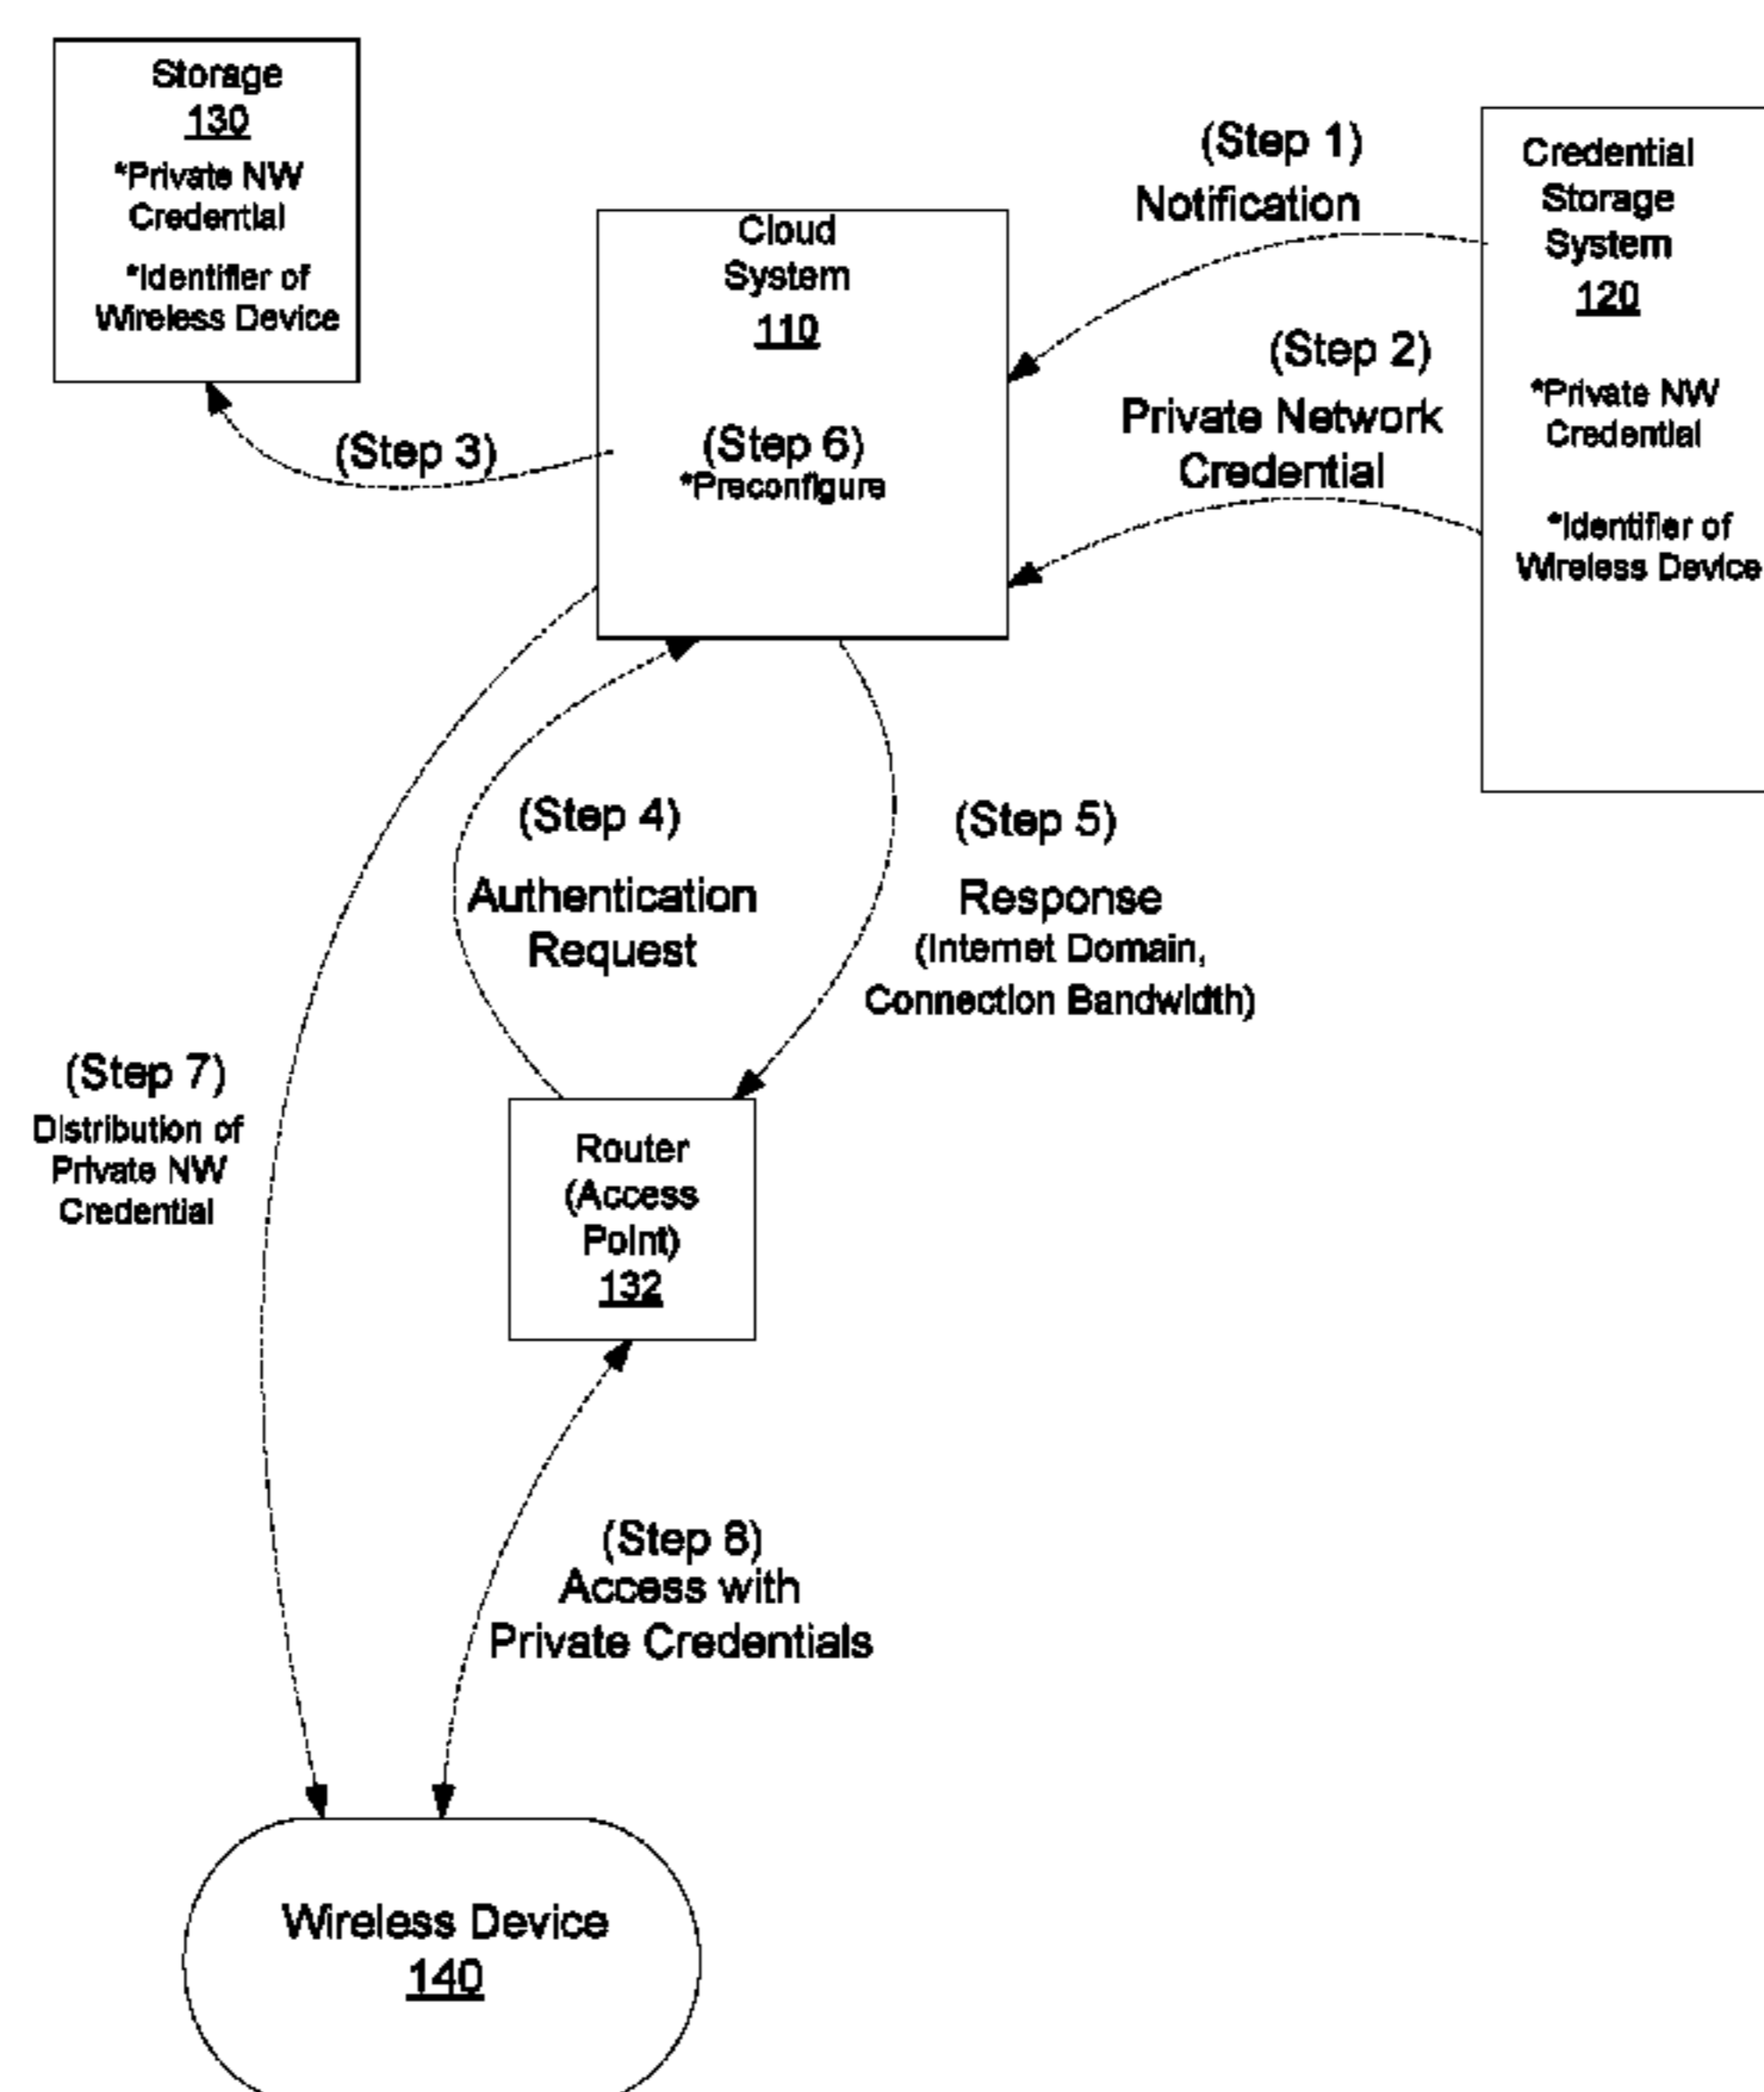 Storage
130
*Private NW
Credential
*Identifier of
Wireless Device
Cloud
System
110
(Step 6)
*Preconfigure
(Step 1)
Notification
(Step 2)
Private Network
Credential
Credential
Storage
System
120
*Private NW
Credential
*Identifier of
Wireless Device
(Step 3)
(Step 4)
Authentication
Request
(Step 5)
Response
(Internet Domain,
Connection Bandwidth)
(Step 7)
Distribution of
Private NW
Credential
Router
(Access
Point)
132
(Step 8)
Access with
Private Credentials
Wireless Device
140